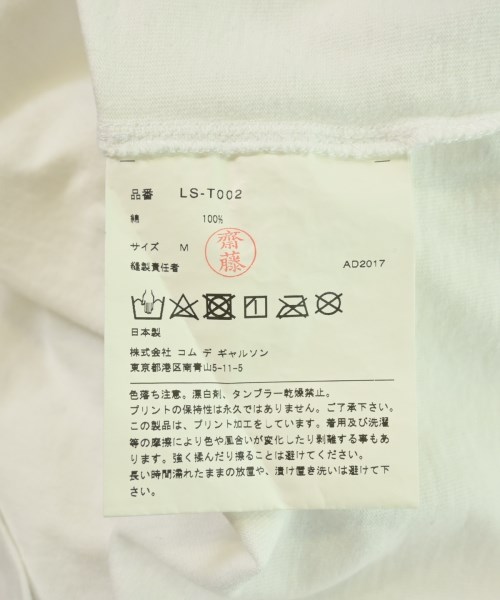 品番 LS-T002
綿 100%
サイズ M
齋藤
縫製責任者 AD2017
日本製
株式会社 コム デ ギャルソン
東京都港区南青山5-11-5
色落ち注意。漂白剤、タンブラー乾燥禁止。
プリントの保持性は永久ではありません。ご了承下さい。
この製品は、プリント加工をしています。着用及び洗濯
等の摩擦により色や風合いが変化したり剥離する事もあ
ります。強く揉んだり擦ることは避けてください。
長い時間濡れたままの放置や、漬け置き洗いは避けて下
さい。